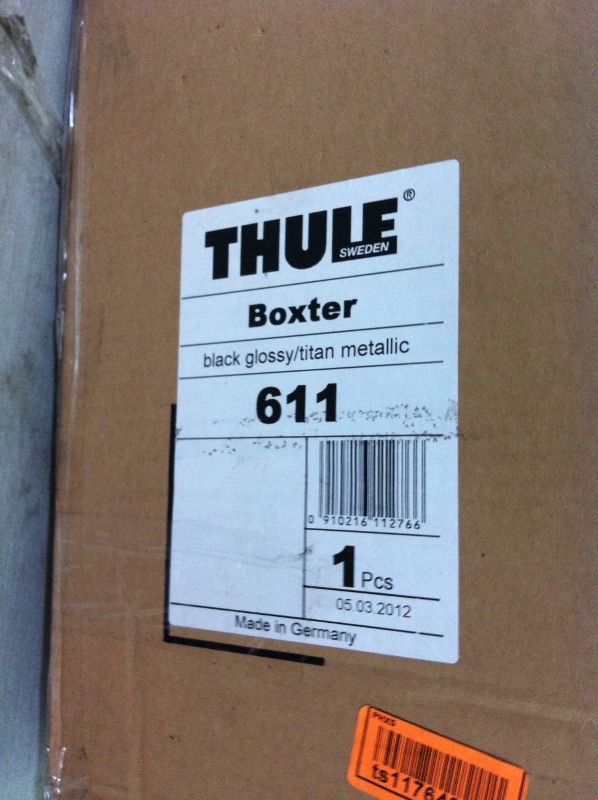 THULE®
SWEDEN
Boxter
black glossy/titan metallic
611
0 910216 112766
1 Pcs
05.03.2012
Made in Germany